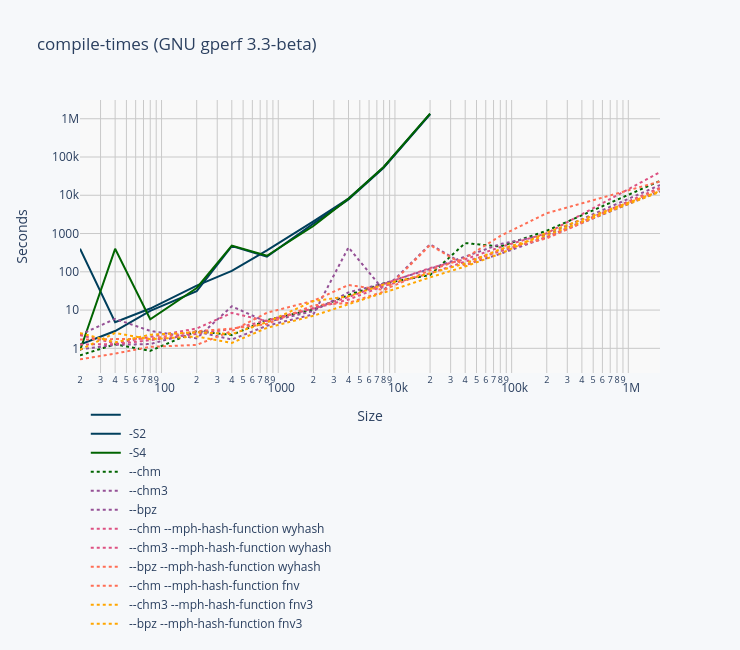 compile-times (GNU gperf 3.3-beta)
1M
100k
10k
1000
100
10
1
Seconds
2 3 4 5 6 7 8 9 100 2 3 4 5 6 7 8 9 1000 2 3 4 5 6 7 8 9 10k 2 3 4 5 6 7 8 9 100k 2 3 4 5 6 7 8 9 1M
Size
-S2
-S4
--chm
--chm3
--bpz
--chm --mph-hash-function wyhash
--chm3 --mph-hash-function wyhash
--bpz --mph-hash-function wyhash
--chm --mph-hash-function fnv
--chm3 --mph-hash-function fnv3
--bpz --mph-hash-function fnv3